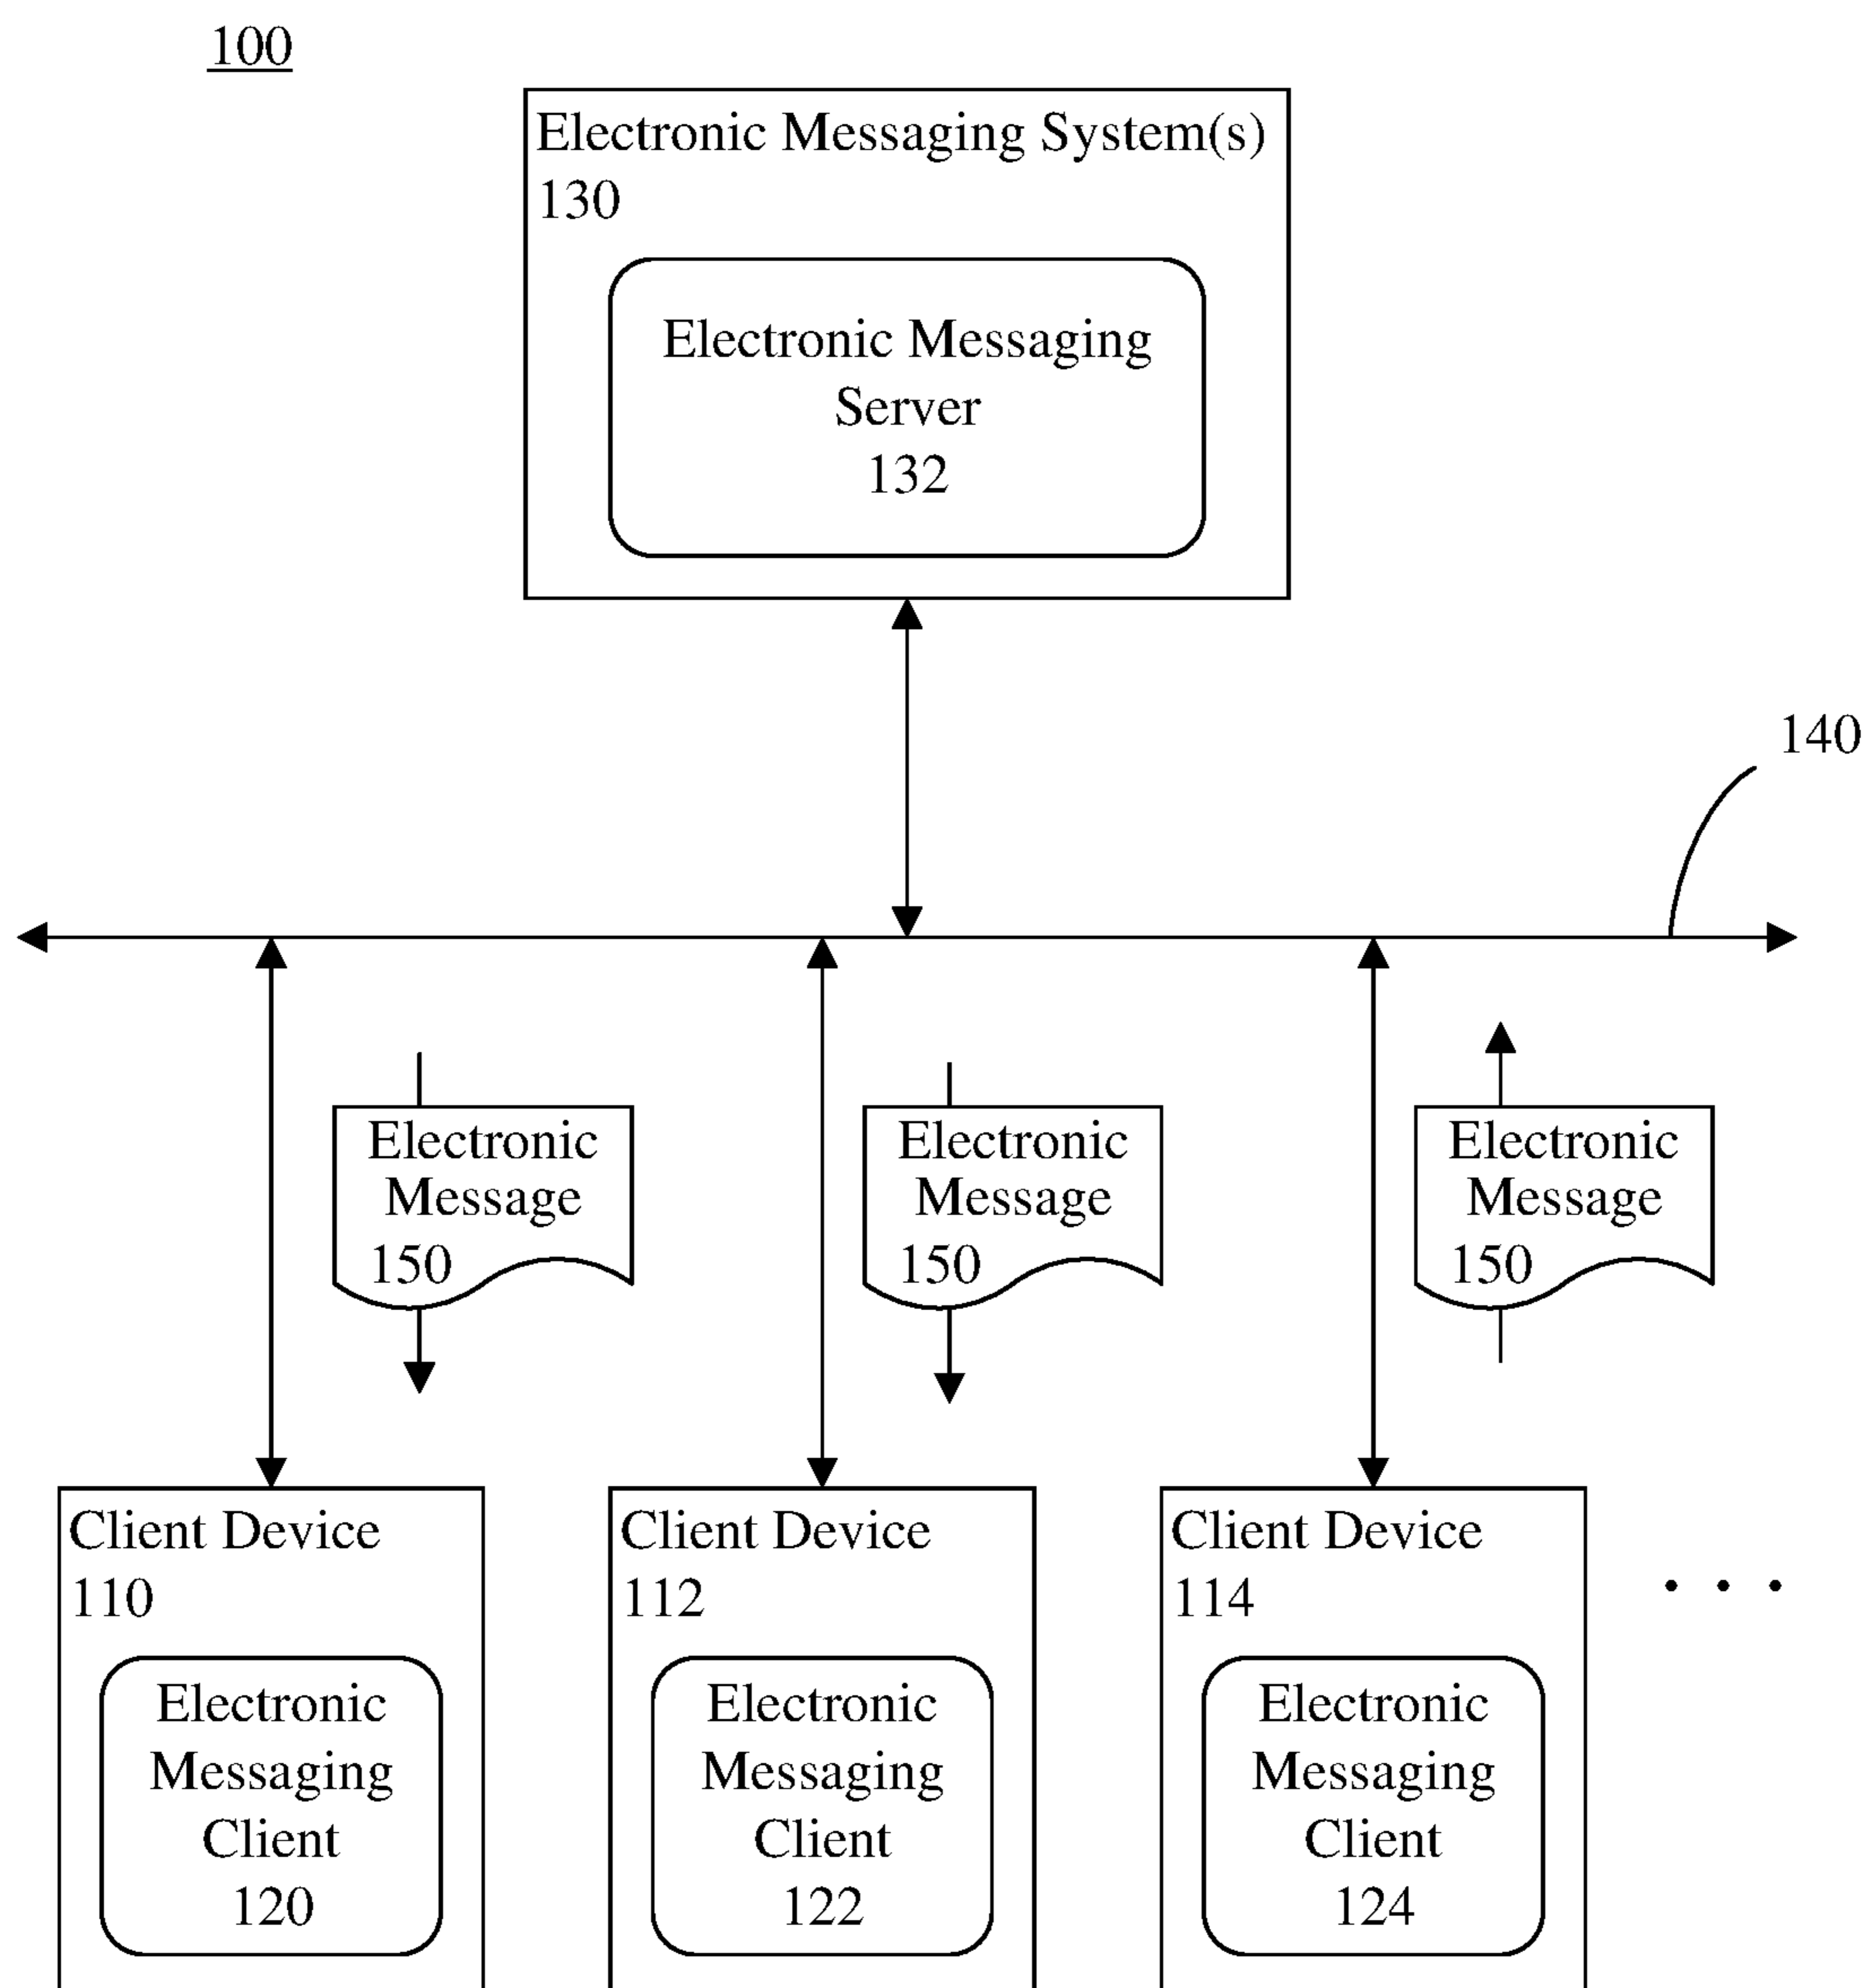 100
Electronic Messaging System(s)
130
Electronic Messaging
Server
132
140
Electronic
Message
150
Electronic
Message
150
Electronic
Message
150
Client Device
110
Electronic
Messaging
Client
120
Client Device
112
Electronic
Messaging
Client
122
Client Device
114
Electronic
Messaging
Client
124
. . .